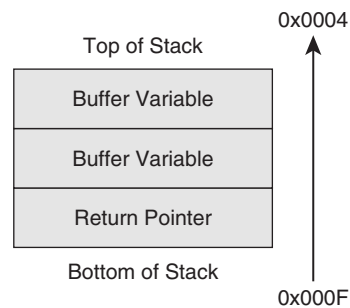 0x0004
Top of Stack
Buffer Variable
Buffer Variable
Return Pointer
Bottom of Stack
0x000F